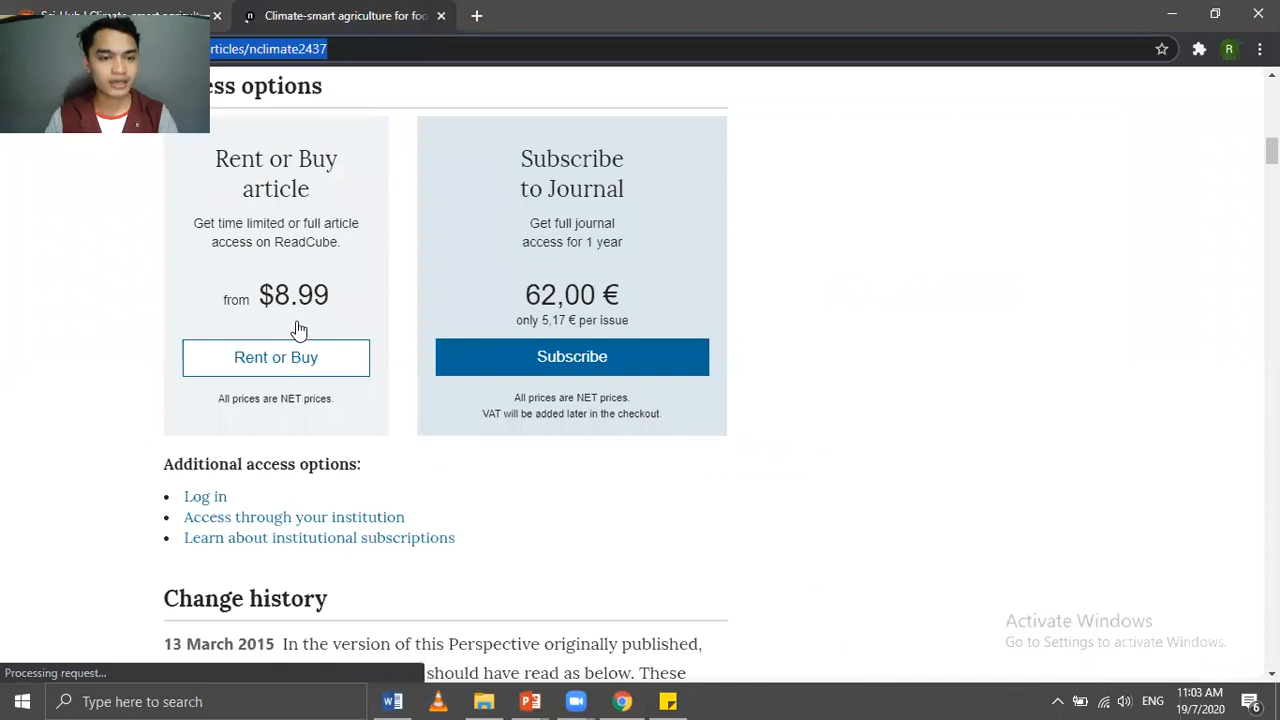 Climate-smart agriculture for foo
rticles/nclimate2437
R
ess options
Rent or Buy
article
Get time limited or full article
access on ReadCube.
from $8.99
Rent or Buy
All prices are NET prices.
Subscribe
to Journal
Get full journal
access for 1 year
62,00 €
only 5,17 € per issue
Subscribe
All prices are NET prices.
VAT will be added later in the checkout.
Additional access options:
Log in
Access through your institution
Learn about institutional subscriptions
Change history
13 March 2015 In the version of this Perspective originally published,
should have read as below. These
Activate Windows
Go to Settings to activate Windows.
Processing request...
Type here to search
ENG
11:03 AM
19/7/2020
6